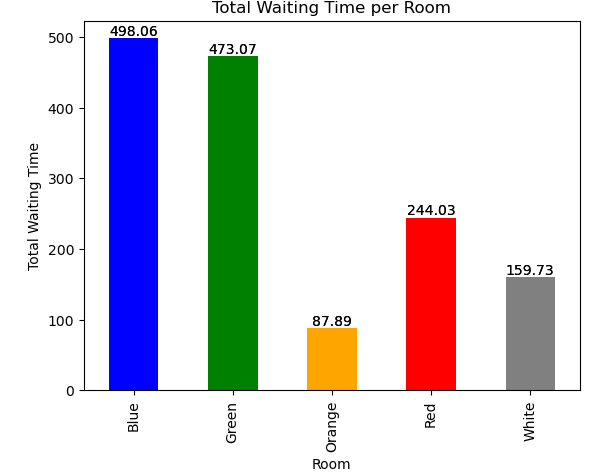 Total Waiting Time per Room
498.06
473.07
87.89
244.03
159.73
500
400
300
200
100
0
Total Waiting Time
Blue
Green
Orange
Red
White
Room